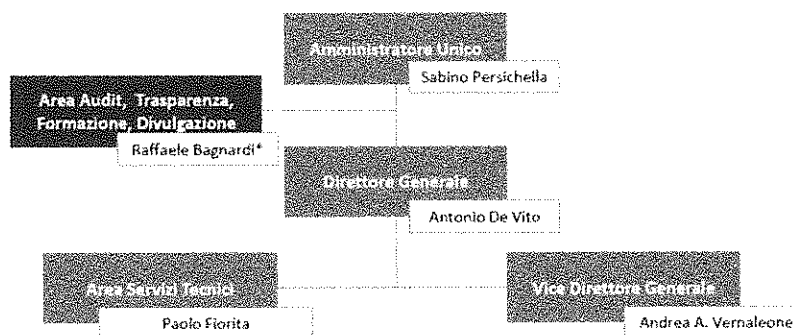 Amministratore Unico
Sabino Persichella
Area Audit, Trasparenza,
Formazione, Divulgazione
Raffaele Bagnardi*
Direttore Generale
Antonio De Vito
Area Servizi Tecnici
Paolo Fiorita
Vice Direttore Generale
Andrea A. Vernaleone